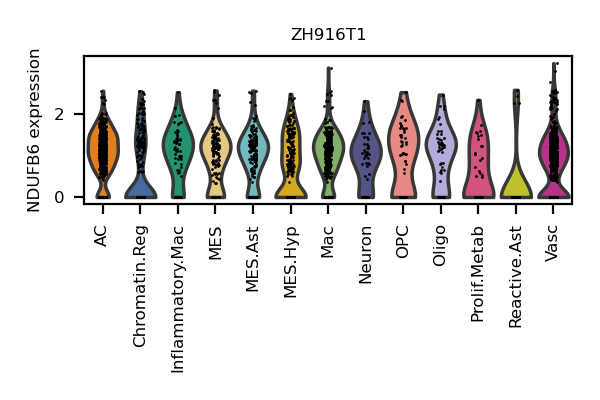 ZH916T1
NDUFB6 expression
2
0
AC
Chromatin.Reg
Inflammatory.Mac
MES
MES.Ast
MES.Hyp
Mac
Neuron
OPC
Oligo
Prolif.Metab
Reactive.Ast
Vasc